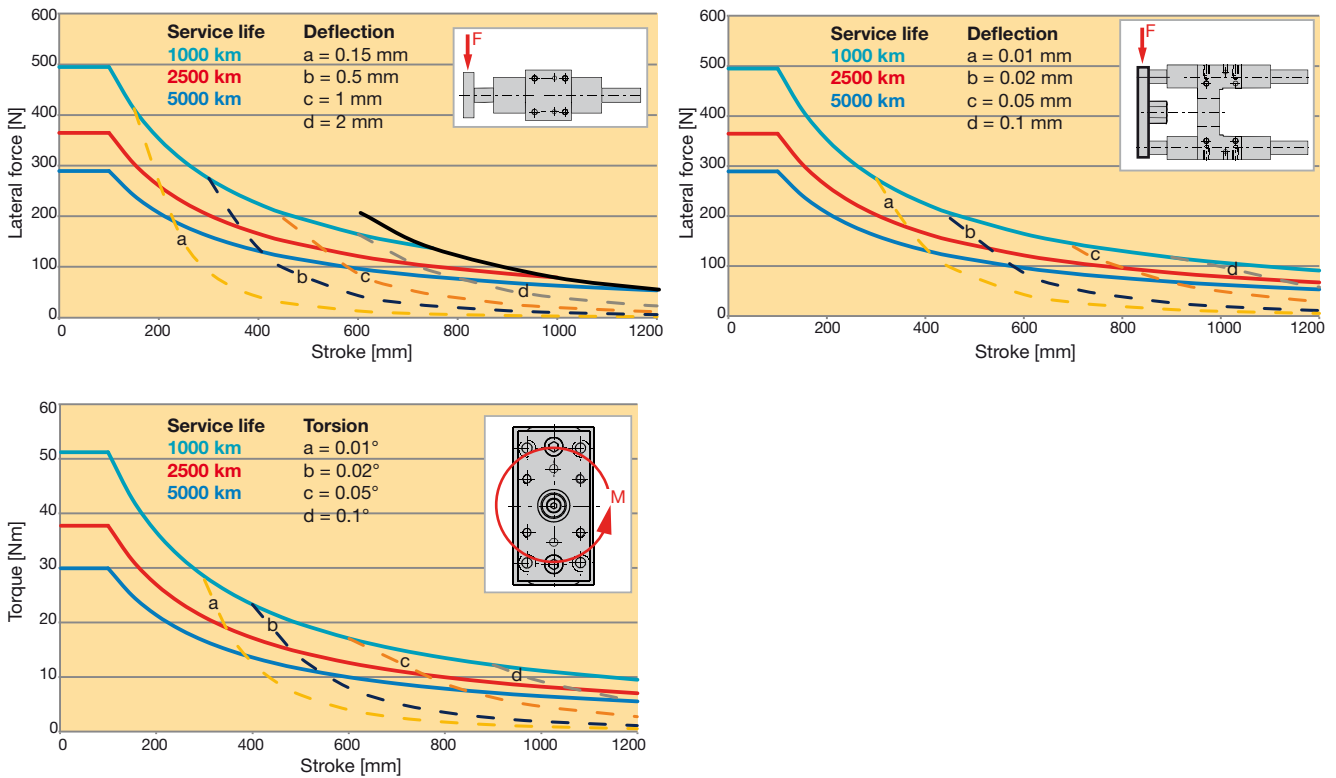 600
500
400
300
200
100
0
Lateral force [N]
Service life Deflection
1000 km a = 0.15 mm
2500 km b = 0.5 mm
5000 km c = 1 mm
d = 2 mm
F
a
b
c
d
0 200 400 600 800 1000 1200
Stroke [mm]
600
500
400
300
200
100
0
Lateral force [N]
Service life Deflection
1000 km a = 0.01 mm
2500 km b = 0.02 mm
5000 km c = 0.05 mm
d = 0.1 mm
F
a
b
c
d
0 200 400 600 800 1000 1200
Stroke [mm]
60
50
40
30
20
10
0
Torque [Nm]
Service life Torsion
1000 km a = 0.01°
2500 km b = 0.02°
5000 km c = 0.05°
d = 0.1°
M
a
b
c
d
0 200 400 600 800 1000 1200
Stroke [mm]